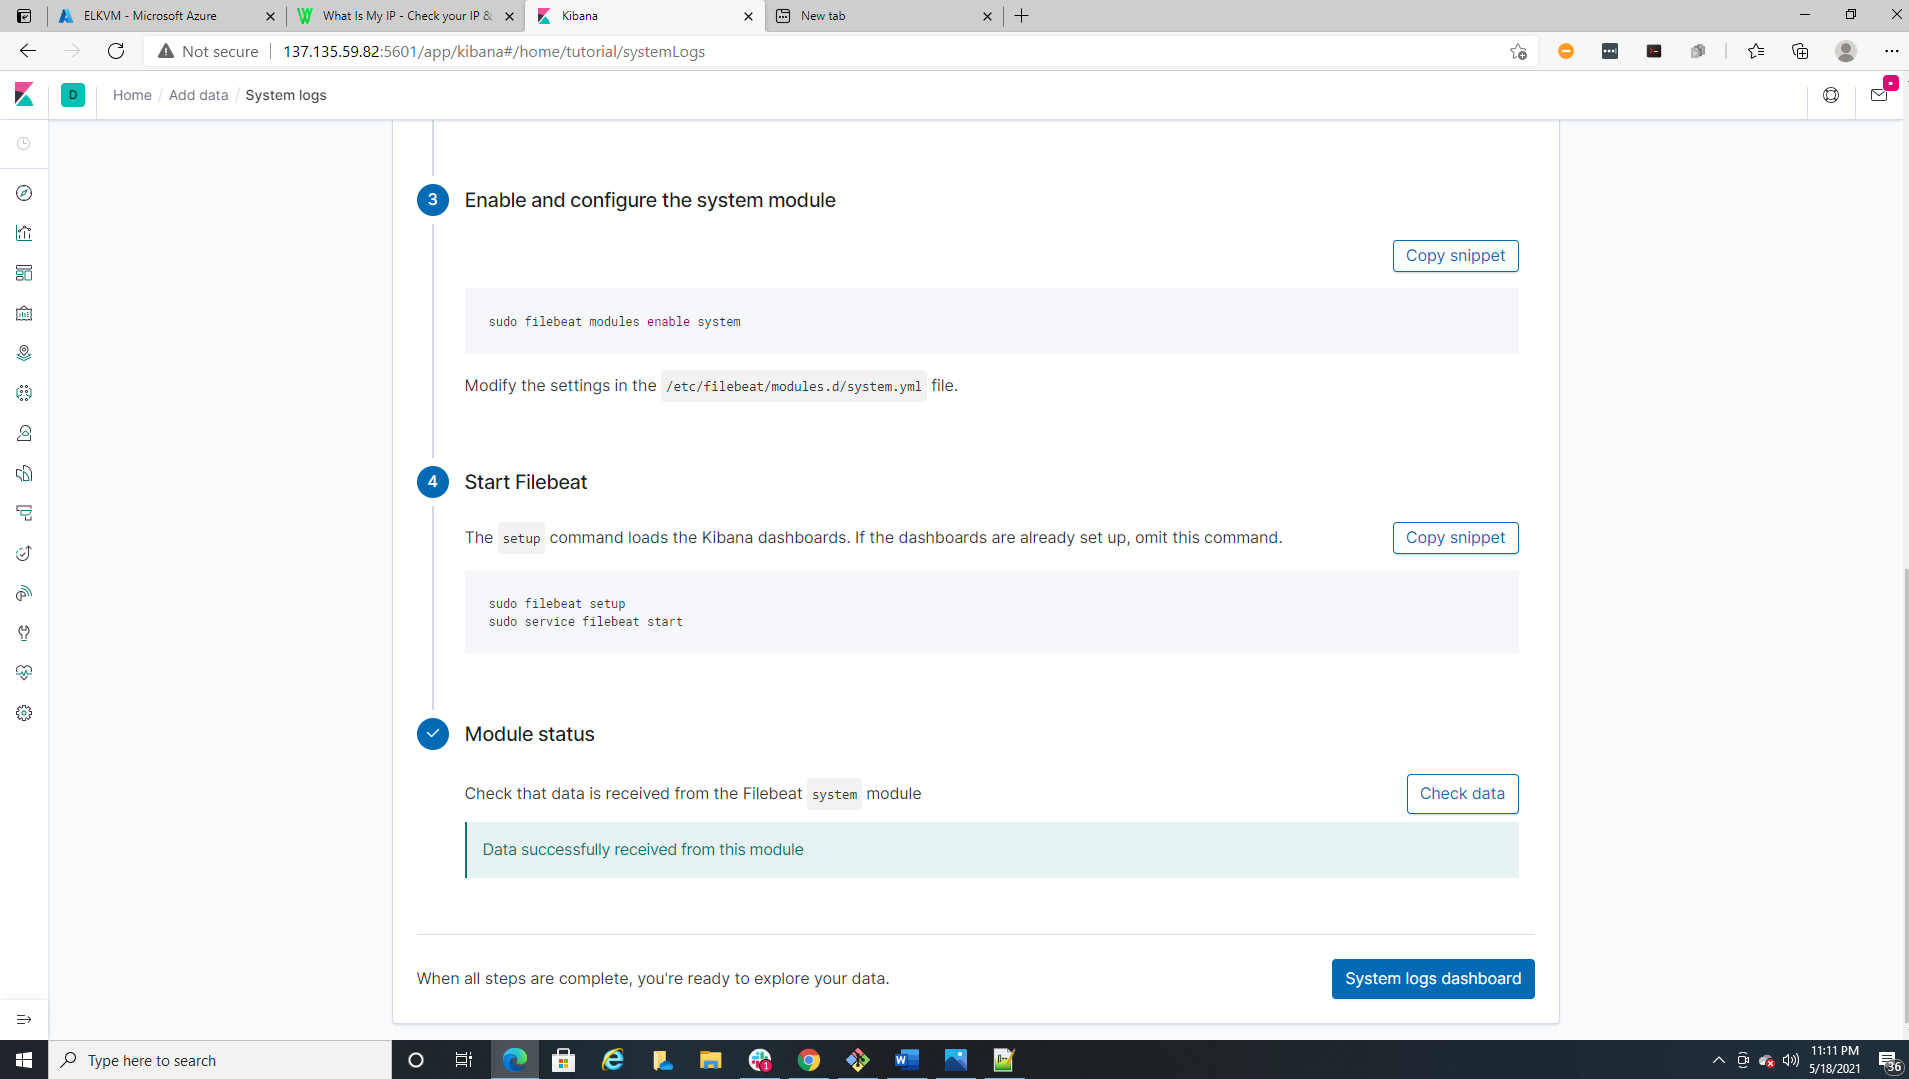 ELKVM - Microsoft Azure
What Is My IP - Check your IP &
Kibana
New tab
Not secure
137.135.59.82:5601/app/kibana#/home/tutorial/systemLogs
D
Home / Add data / System logs
3
Enable and configure the system module
Copy snippet
sudo filebeat modules enable system
Modify the settings in the /etc/filebeat/modules.d/system.yml file.
4
Start Filebeat
The setup command loads the Kibana dashboards. If the dashboards are already set up, omit this command.
Copy snippet
sudo filebeat setup
sudo service filebeat start
Module status
Check that data is received from the Filebeat system module
Check data
Data successfully received from this module
When all steps are complete, you're ready to explore your data.
System logs dashboard
Type here to search
1
11:11 PM
5/18/2021
36